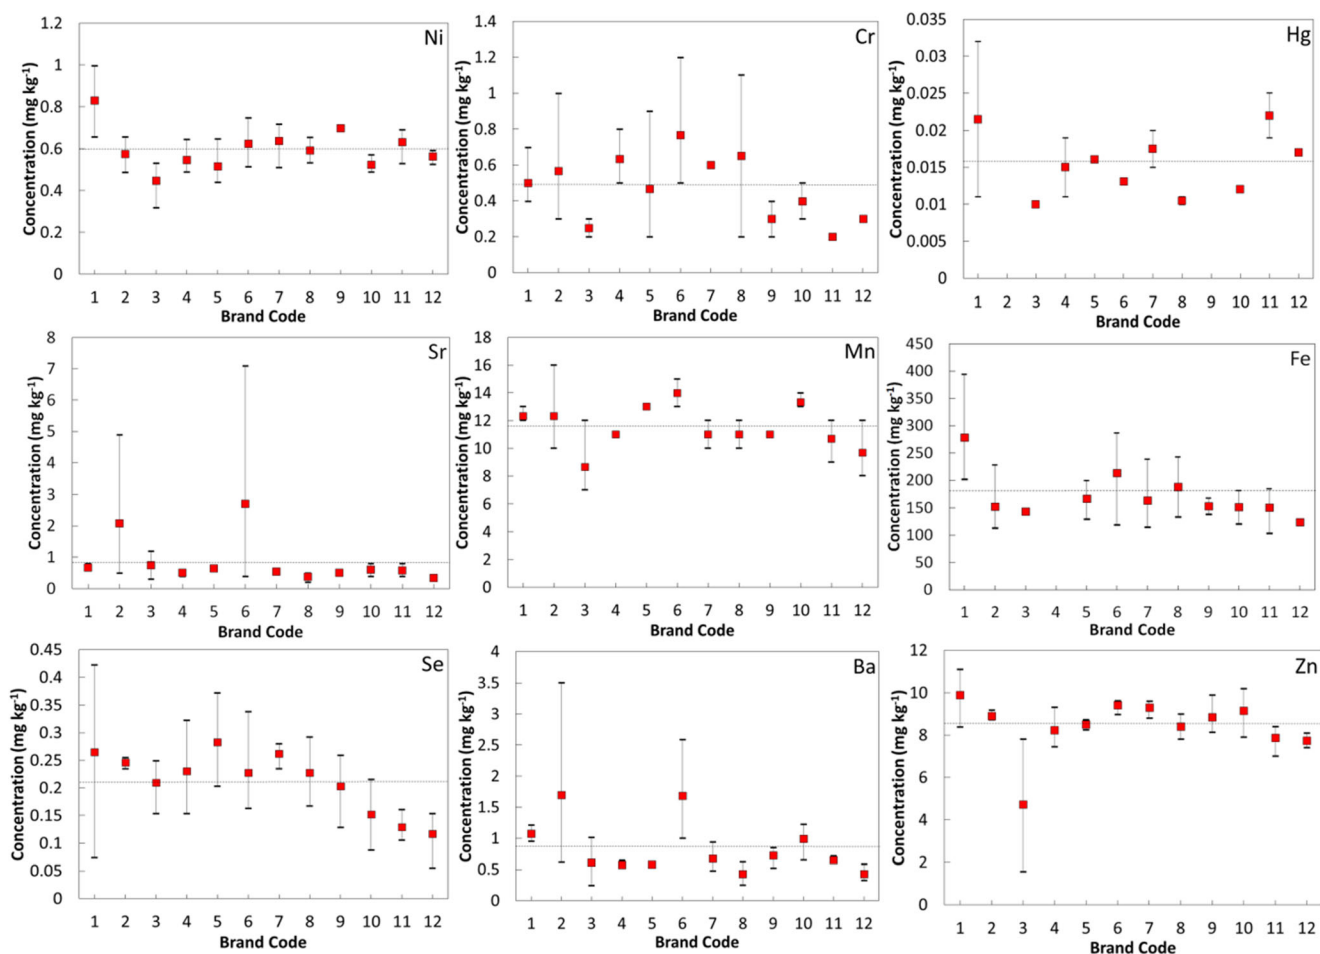 Ni
Concentration (mg kg⁻¹)
1.2
1
0.8
0.6
0.4
0.2
0
1 2 3 4 5 6 7 8 9 10 11 12
Brand Code
Cr
Concentration (mg kg⁻¹)
1.4
1.2
1.0
0.8
0.6
0.4
0.2
0
1 2 3 4 5 6 7 8 9 10 11 12
Brand Code
Hg
Concentration (mg kg⁻¹)
0.035
0.03
0.025
0.02
0.015
0.01
0.005
0
1 2 3 4 5 6 7 8 9 10 11 12
Brand Code
Sr
Concentration (mg kg⁻¹)
8
7
6
5
4
3
2
1
0
1 2 3 4 5 6 7 8 9 10 11 12
Brand Code
Mn
Concentration (mg kg⁻¹)
18
16
14
12
10
8
6
4
2
0
1 2 3 4 5 6 7 8 9 10 11 12
Brand Code
Fe
Concentration (mg kg⁻¹)
450
400
350
300
250
200
150
100
50
0
1 2 3 4 5 6 7 8 9 10 11 12
Brand Code
Se
Concentration (mg kg⁻¹)
0.45
0.4
0.35
0.3
0.25
0.2
0.15
0.1
0.05
0
1 2 3 4 5 6 7 8 9 10 11 12
Brand Code
Ba
Concentration (mg kg⁻¹)
4
3.5
3
2.5
2
1.5
1
0.5
0
1 2 3 4 5 6 7 8 9 10 11 12
Brand Code
Zn
Concentration (mg kg⁻¹)
12
10
8
6
4
2
0
1 2 3 4 5 6 7 8 9 10 11 12
Brand Code